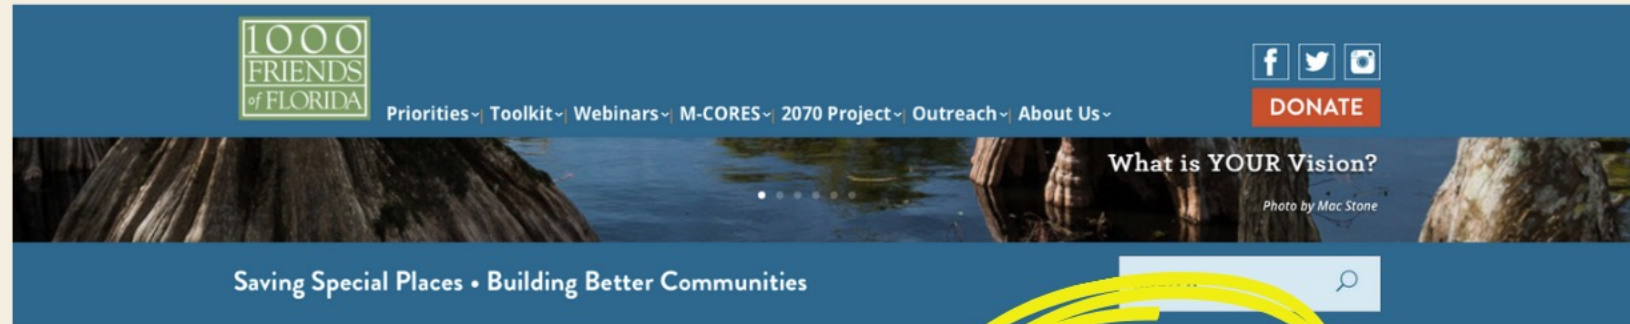 1000
FRIENDS
of FLORIDA
Priorities | Toolkit | Webinars | M-CORES | 2070 Project | Outreach | About Us
DONATE
What is YOUR Vision?
Photo by Mac Stone
Saving Special Places • Building Better Communities